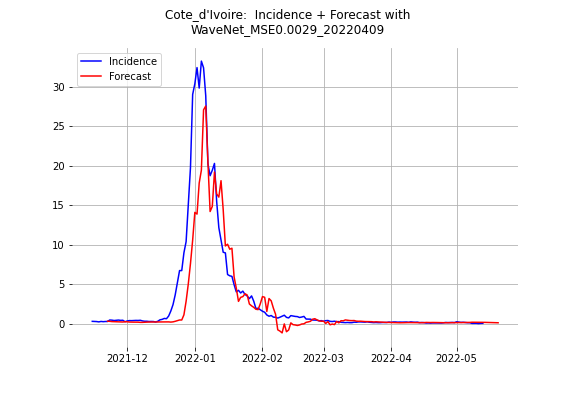 Cote_d'Ivoire:  Incidence + Forecast with
WaveNet_MSE0.0029_20220409
Incidence
Forecast
30
25
20
15
10
5
0
2021-12 2022-01 2022-02 2022-03 2022-04 2022-05